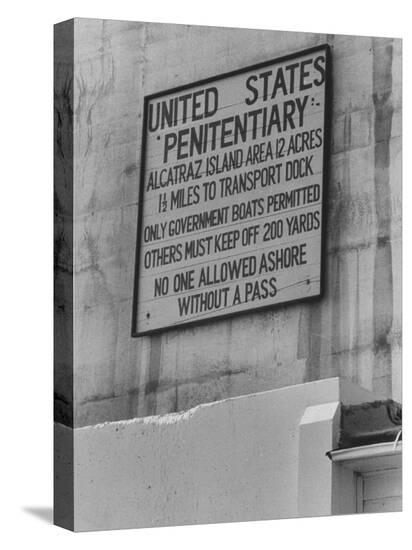 UNITED STATES
PENITENTIARY:
ALCATRAZ ISLAND AREA 12 ACRES
1½ MILES TO TRANSPORT DOCK
ONLY GOVERNMENT BOATS PERMITTED
OTHERS MUST KEEP OFF 200 YARDS
NO ONE ALLOWED ASHORE
WITHOUT A PASS